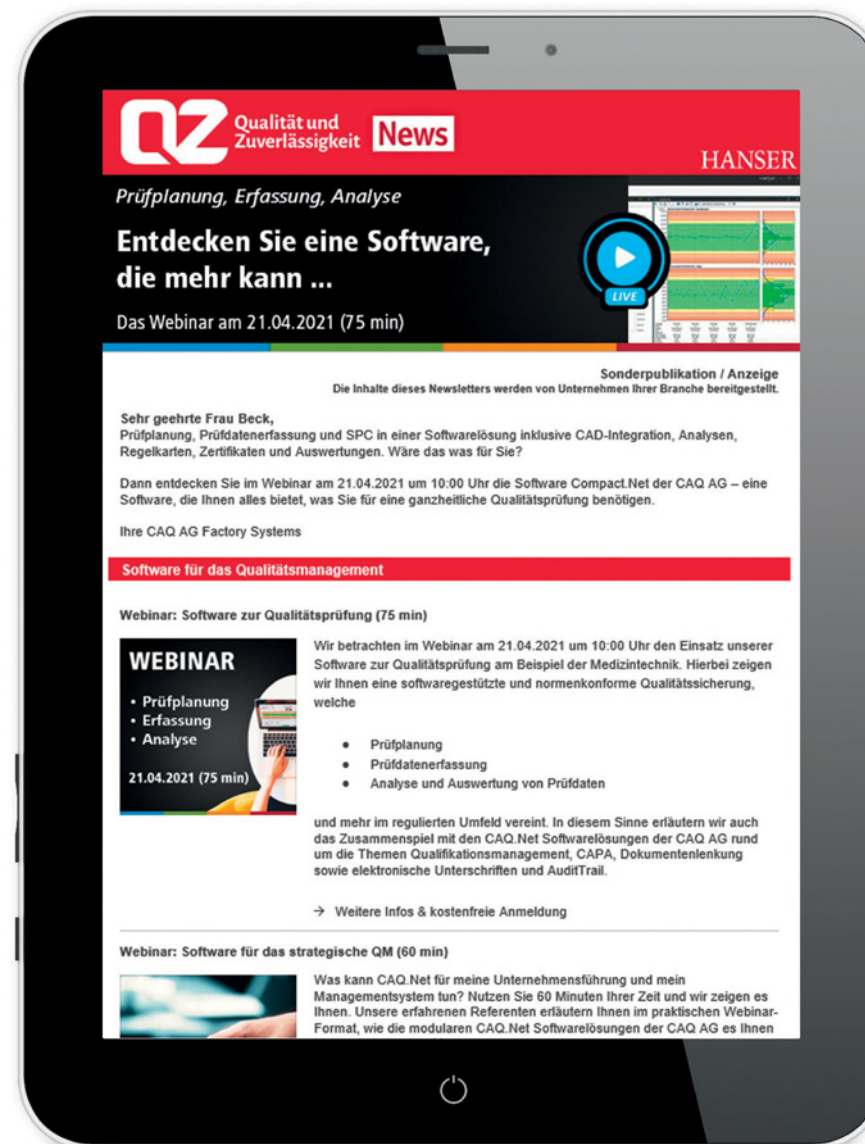 QZ Qualität und
Zuverlässigkeit News
HANSER
Prüfplanung, Erfassung, Analyse
Entdecken Sie eine Software,
die mehr kann ...
LIVE
Das Webinar am 21.04.2021 (75 min)
Sonderpublikation / Anzeige
Die Inhalte dieses Newsletters werden von Unternehmen Ihrer Branche bereitgestellt.
Sehr geehrte Frau Beck,
Prüfplanung, Prüfdatenerfassung und SPC in einer Softwarelösung inklusive CAD-Integration, Analysen,
Regelkarten, Zertifikaten und Auswertungen. Wäre das was für Sie?
Dann entdecken Sie im Webinar am 21.04.2021 um 10:00 Uhr die Software Compact.Net der CAQ AG – eine
Software, die Ihnen alles bietet, was Sie für eine ganzheitliche Qualitätsprüfung benötigen.
Ihre CAQ AG Factory Systems
Software für das Qualitätsmanagement
Webinar: Software zur Qualitätsprüfung (75 min)
WEBINAR
• Prüfplanung
• Erfassung
• Analyse
21.04.2021 (75 min)
Wir betrachten im Webinar am 21.04.2021 um 10:00 Uhr den Einsatz unserer
Software zur Qualitätsprüfung am Beispiel der Medizintechnik. Hierbei zeigen
wir Ihnen eine softwaregestützte und normenkonforme Qualitätssicherung,
welche
● Prüfplanung
● Prüfdatenerfassung
● Analyse und Auswertung von Prüfdaten
und mehr im regulierten Umfeld vereint. In diesem Sinne erläutern wir auch
das Zusammenspiel mit den CAQ.Net Softwarelösungen der CAQ AG rund
um die Themen Qualifikationsmanagement, CAPA, Dokumentenlenkung
sowie elektronische Unterschriften und AuditTrail.
→ Weitere Infos & kostenfreie Anmeldung
Webinar: Software für das strategische QM (60 min)
Was kann CAQ.Net für meine Unternehmensführung und mein
Managementsystem tun? Nutzen Sie 60 Minuten Ihrer Zeit und wir zeigen es
Ihnen. Unsere erfahrenen Referenten erläutern Ihnen im praktischen Webinar-
Format, wie die modularen CAQ.Net Softwarelösungen der CAQ AG es Ihnen